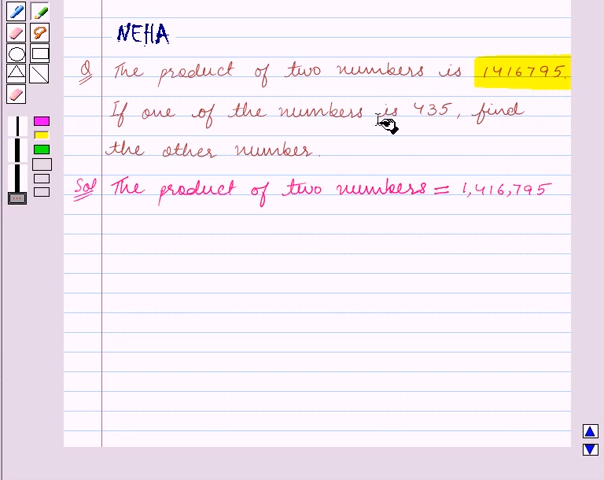 NEHA
Q The product of two numbers is 1416795.
If one of the numbers is 435, find
the other number.
Sol The product of two numbers = 1,416,795